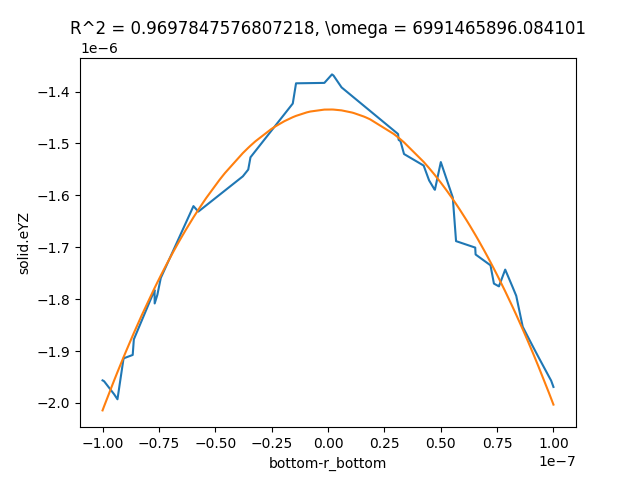 R^2 = 0.9697847576807218, \omega = 6991465896.084101
1e−6
−1.4
−1.5
−1.6
−1.7
−1.8
−1.9
−2.0
solid.eYZ
−1.00 −0.75 −0.50 −0.25 0.00 0.25 0.50 0.75 1.00
bottom-r_bottom
1e−7